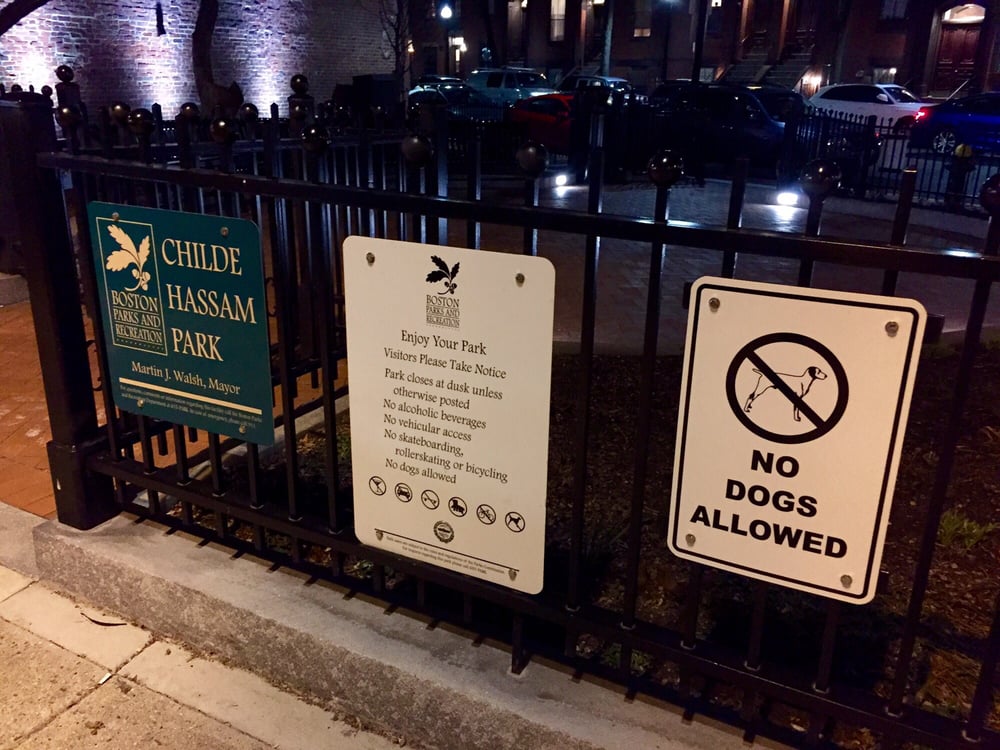 BOSTON
PARKS AND
RECREATION
CHILDE
HASSAM
PARK
Martin J. Walsh, Mayor
BOSTON
PARKS AND
RECREATION
Enjoy Your Park
Visitors Please Take Notice
Park closes at dusk unless
otherwise posted
No alcoholic beverages
No vehicular access
No skateboarding,
rollerskating or bicycling
No dogs allowed
NO
DOGS
ALLOWED